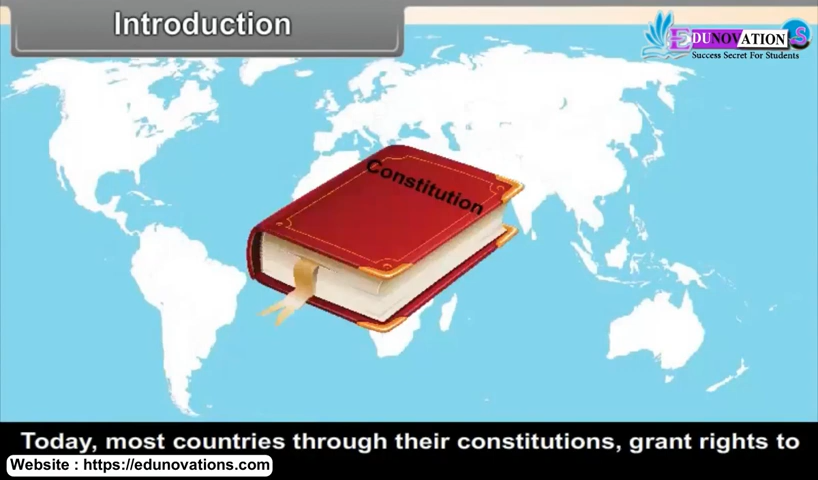 Introduction
EDUNOVATIONS
Success Secret For Students
Constitution
Today, most countries through their constitutions, grant rights to
Website : https://edunovations.com